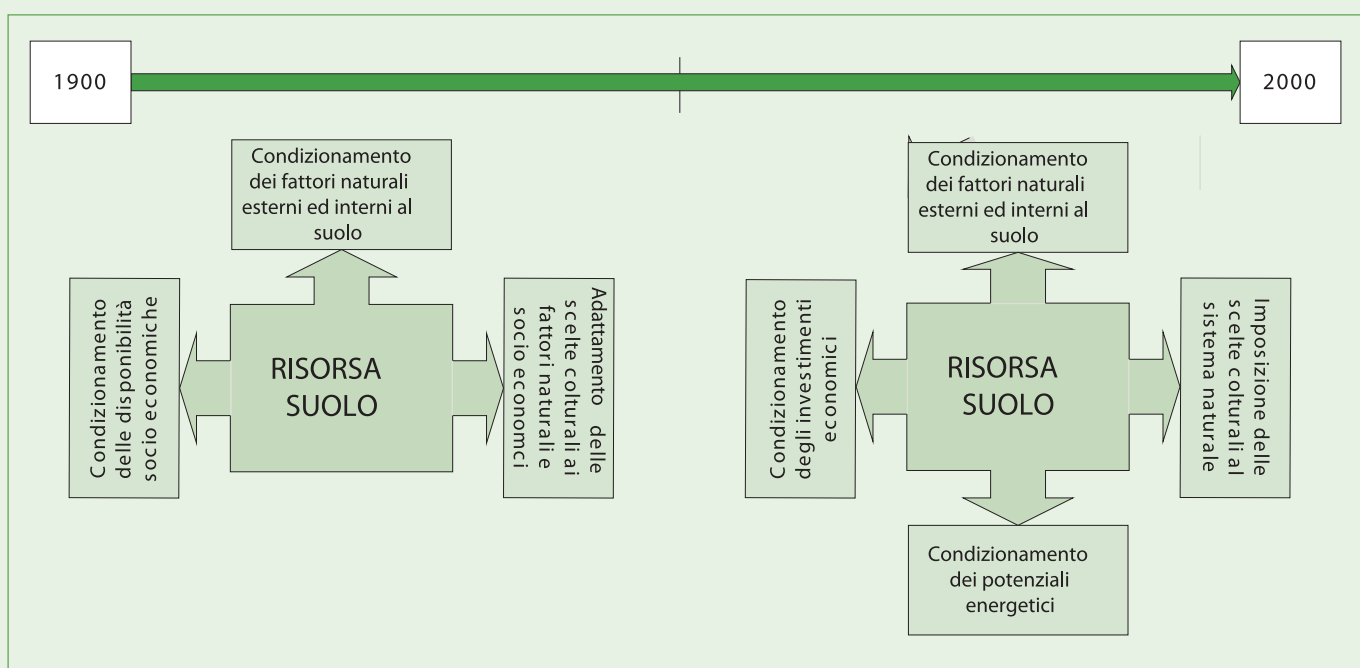 1900
2000
Condizionamento
dei fattori naturali
esterni ed interni al
suolo
Condizionamento
delle disponibilità
socio economiche
RISORSA
SUOLO
Adattamento delle
scelte colturali ai
fattori naturali e
socio economci
Condizionamento
dei fattori naturali
esterni ed interni al
suolo
Condizionamento
degli investimenti
economici
RISORSA
SUOLO
Imposizione delle
scelte colturali al
sistema naturale
Condizionamento
dei potenziali
energetici